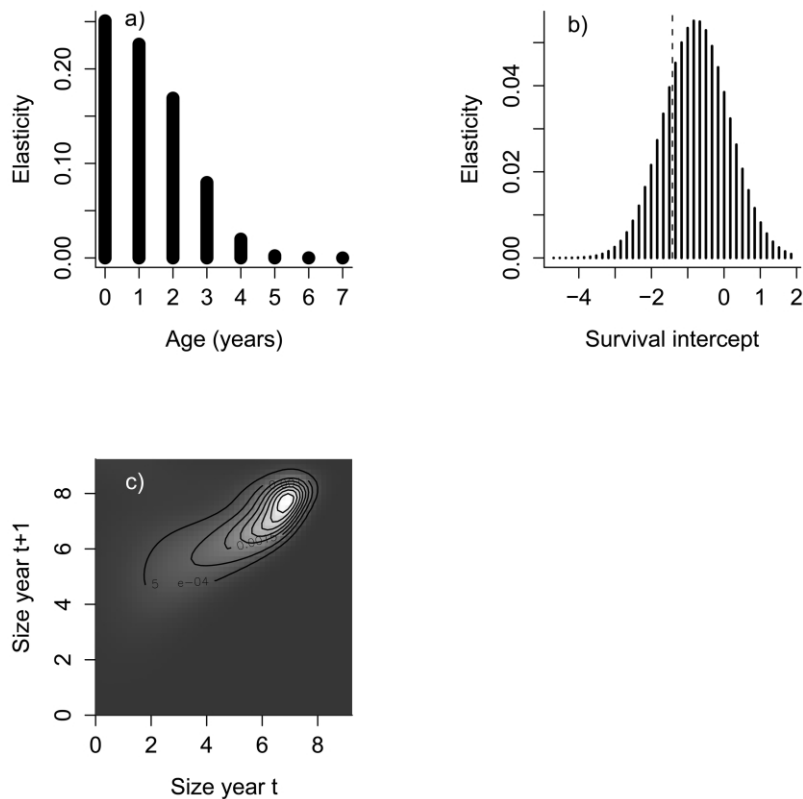 a)
Elasticity
0.00 0.10 0.20
0 1 2 3 4 5 6 7
Age (years)
b)
Elasticity
0.00 0.02 0.04
−4 −2 0 1 2
Survival intercept
c)
Size year t+1
0 2 4 6 8
5 e−04
0 2 4 6 8
Size year t